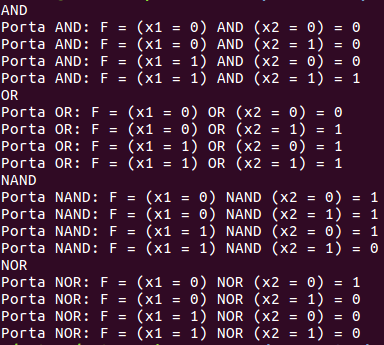 AND
Porta AND: F = (x1 = 0) AND (x2 = 0) = 0
Porta AND: F = (x1 = 0) AND (x2 = 1) = 0
Porta AND: F = (x1 = 1) AND (x2 = 0) = 0
Porta AND: F = (x1 = 1) AND (x2 = 1) = 1
OR
Porta OR: F = (x1 = 0) OR (x2 = 0) = 0
Porta OR: F = (x1 = 0) OR (x2 = 1) = 1
Porta OR: F = (x1 = 1) OR (x2 = 0) = 1
Porta OR: F = (x1 = 1) OR (x2 = 1) = 1
NAND
Porta NAND: F = (x1 = 0) NAND (x2 = 0) = 1
Porta NAND: F = (x1 = 0) NAND (x2 = 1) = 1
Porta NAND: F = (x1 = 1) NAND (x2 = 0) = 1
Porta NAND: F = (x1 = 1) NAND (x2 = 1) = 0
NOR
Porta NOR: F = (x1 = 0) NOR (x2 = 0) = 1
Porta NOR: F = (x1 = 0) NOR (x2 = 1) = 0
Porta NOR: F = (x1 = 1) NOR (x2 = 0) = 0
Porta NOR: F = (x1 = 1) NOR (x2 = 1) = 0